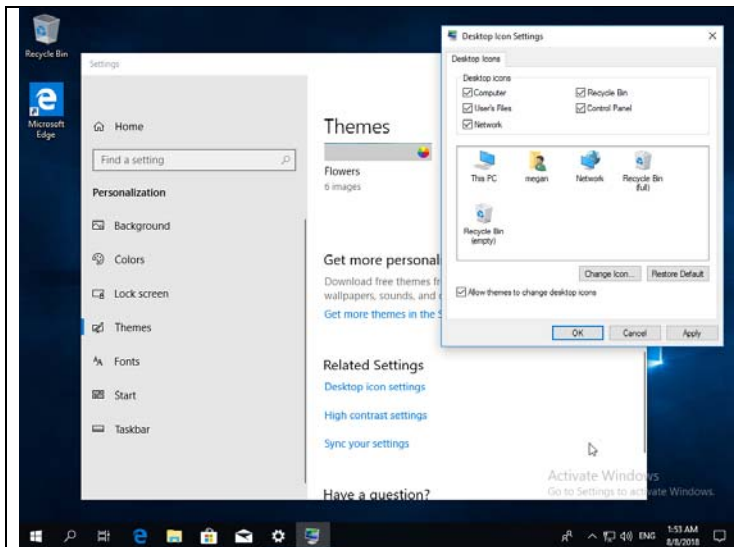 Recycle Bin
Microsoft
Edge
Settings
Home
Find a setting
Personalization
Background
Colors
Lock screen
Themes
Fonts
Start
Taskbar
Themes
Flowers
6 images
Get more personal
Download free themes
wallpapers, sounds, and
Get more themes in the
Related Settings
Desktop icon settings
High contrast settings
Sync your settings
Have a question?
Desktop Icon Settings
Desktop Icons
Desktop icons
Computer
Recycle Bin
User's Files
Control Panel
Network
This PC
megan
Network
Recycle Bin
(full)
Recycle Bin
(empty)
Change Icon...
Restore Default
Allow themes to change desktop icons
OK
Cancel
Apply
Activate Windows
Go to Settings to activate Windows.
ENG
1:53 AM
8/8/2018